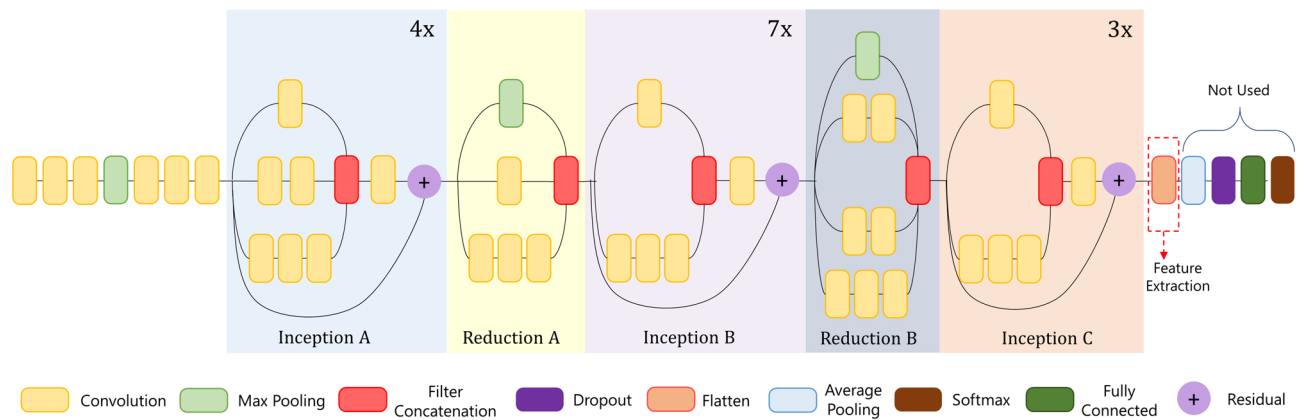 4x
7x
3x
Not Used
+
+
+
Feature
Extraction
Inception A
Reduction A
Inception B
Reduction B
Inception C
Convolution
Max Pooling
Filter
Concatenation
Dropout
Flatten
Average
Pooling
Softmax
Fully
Connected
+
Residual